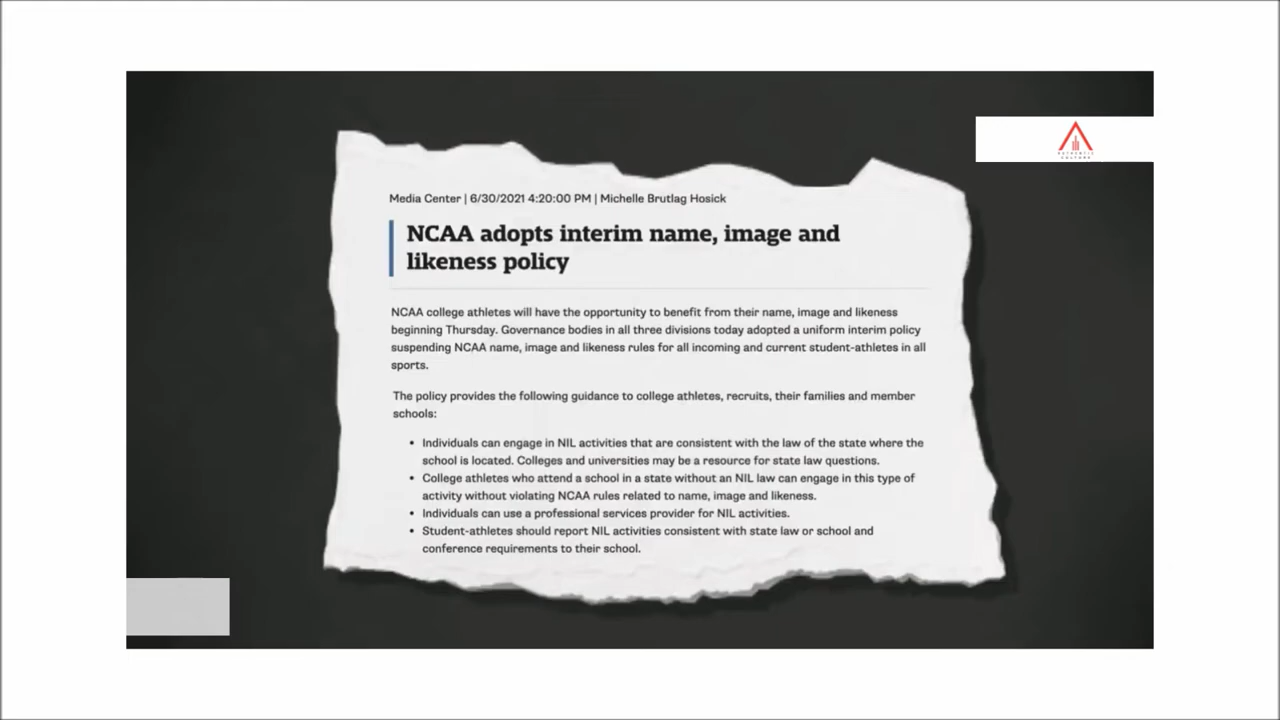 AUTHENTIC
CULTURE
Media Center | 6/30/2021 4:20:00 PM | Michelle Brutlag Hosick
NCAA adopts interim name, image and
likeness policy
NCAA college athletes will have the opportunity to benefit from their name, image and likeness
beginning Thursday. Governance bodies in all three divisions today adopted a uniform interim policy
suspending NCAA name, image and likeness rules for all incoming and current student-athletes in all
sports.
The policy provides the following guidance to college athletes, recruits, their families and member
schools:
• Individuals can engage in NIL activities that are consistent with the law of the state where the
school is located. Colleges and universities may be a resource for state law questions.
• College athletes who attend a school in a state without an NIL law can engage in this type of
activity without violating NCAA rules related to name, image and likeness.
• Individuals can use a professional services provider for NIL activities.
• Student-athletes should report NIL activities consistent with state law or school and
conference requirements to their school.